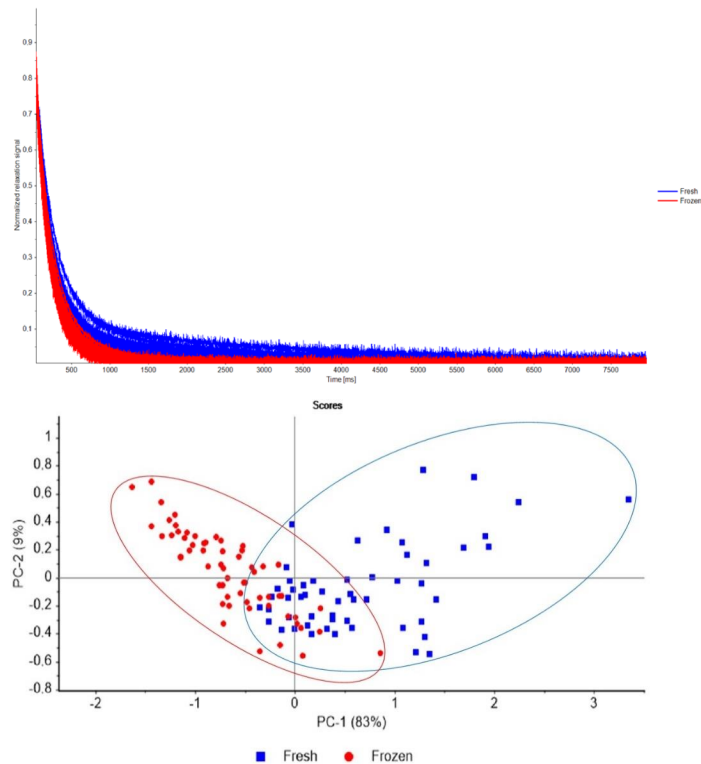 0.9
0.8
0.7
0.6
0.5
0.4
0.3
0.2
0.1
Normalized relaxation signal
Fresh
Frozen
500 1000 1500 2000 2500 3000 3500 4000 4500 5000 5500 6000 6500 7000 7500
Time [ms]
Scores
1
0.8
0.6
0.4
0.2
0
-0.2
-0.4
-0.6
-0.8
PC-2 (9%)
-2 -1 0 1 2 3
PC-1 (83%)
Fresh Frozen